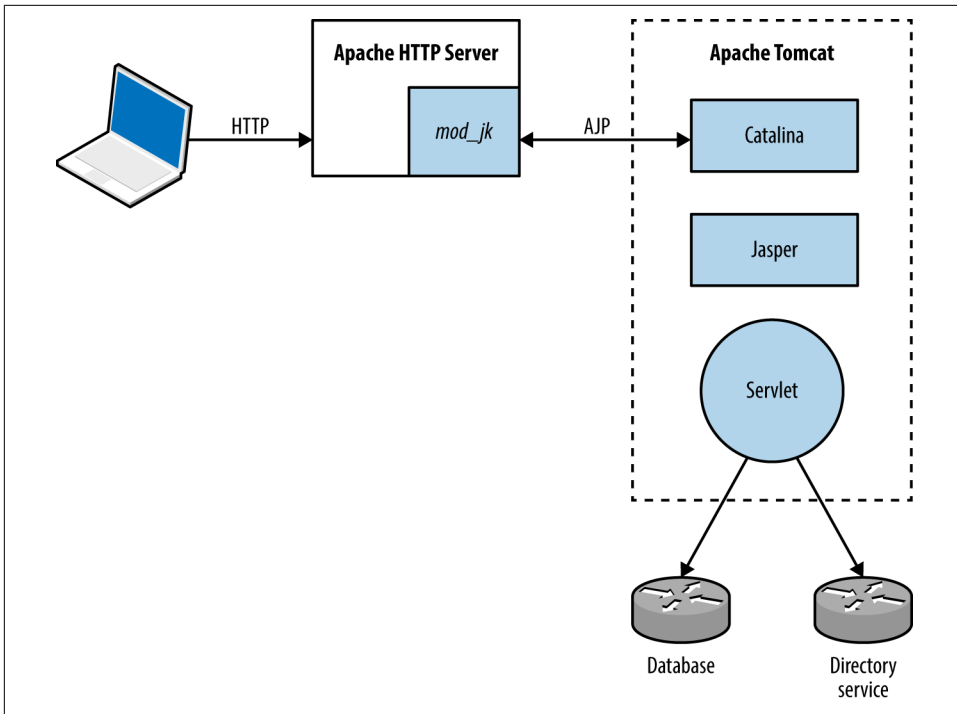 Apache HTTP Server
Apache Tomcat
HTTP
mod_jk
AJP
Catalina
Jasper
Servlet
Database
Directory
service